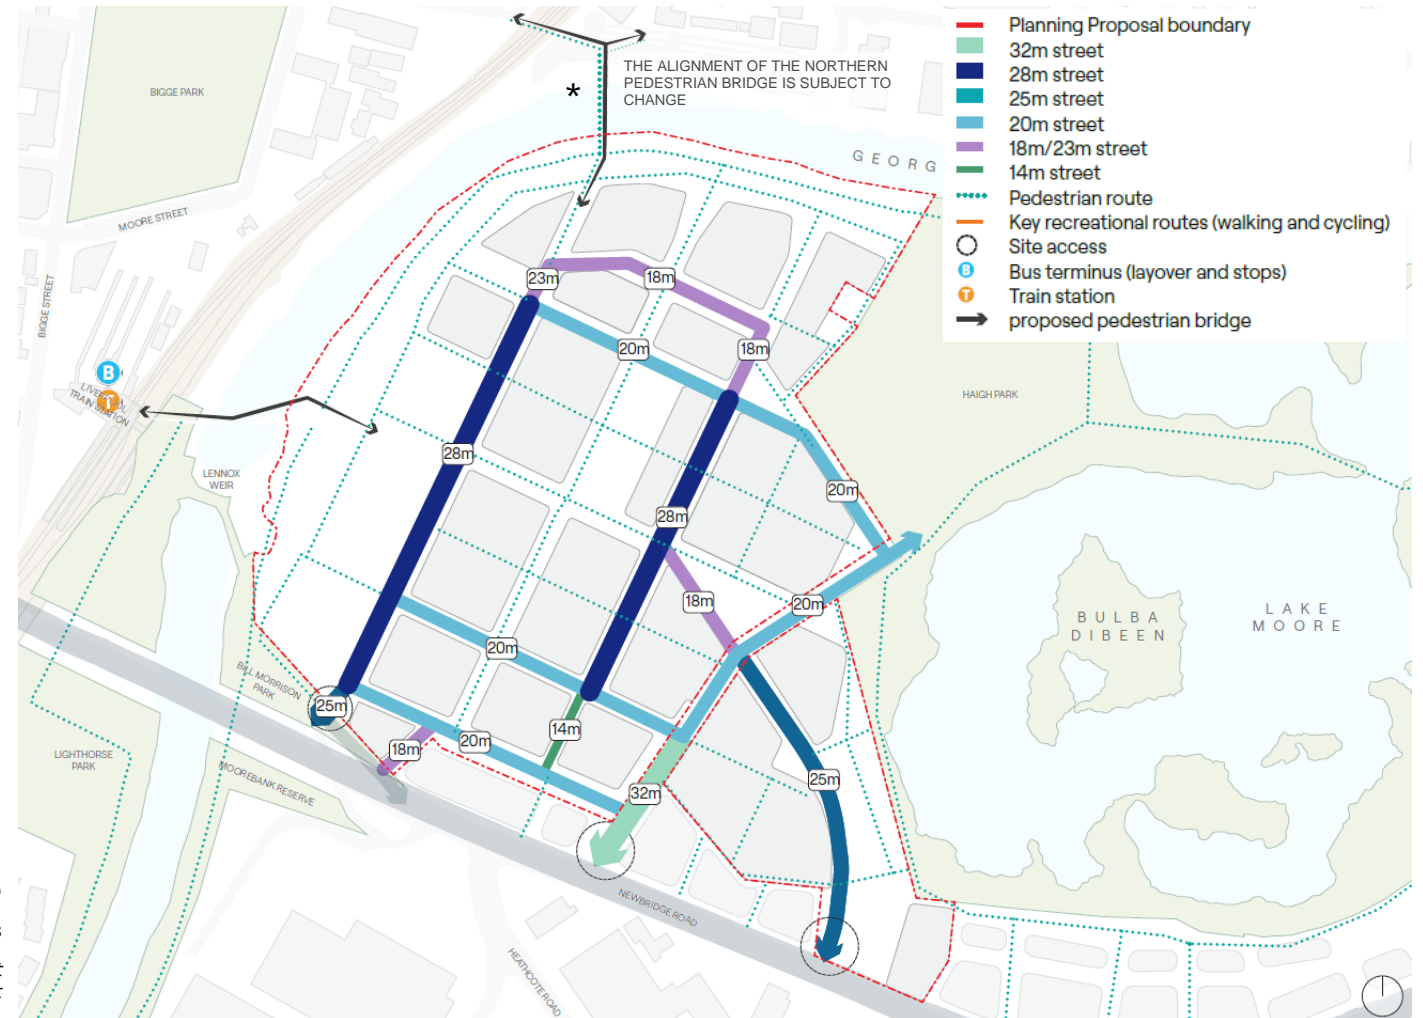 Planning Proposal boundary
32m street
28m street
25m street
20m street
18m/23m street
14m street
Pedestrian route
Key recreational routes (walking and cycling)
Site access
B
Bus terminus (layover and stops)
T
Train station
proposed pedestrian bridge
THE ALIGNMENT OF THE NORTHERN
PEDESTRIAN BRIDGE IS SUBJECT TO
CHANGE
*
BIGGE PARK
GEORG
MOORE STREET
BIGGE STREET
23m
18m
20m
18m
B
T
TRAIN STATION
HAIGH PARK
28m
LENNOX
WEIR
20m
28m
18m
20m
BULBA
DIBEEN
LAKE
MOORE
20m
BILL MORRISON
PARK
25m
14m
18m
20m
LIGHTHORSE
PARK
MOOREBANK RESERVE
32m
25m
NEWBRIDGE ROAD
HEATHCOTE ROAD